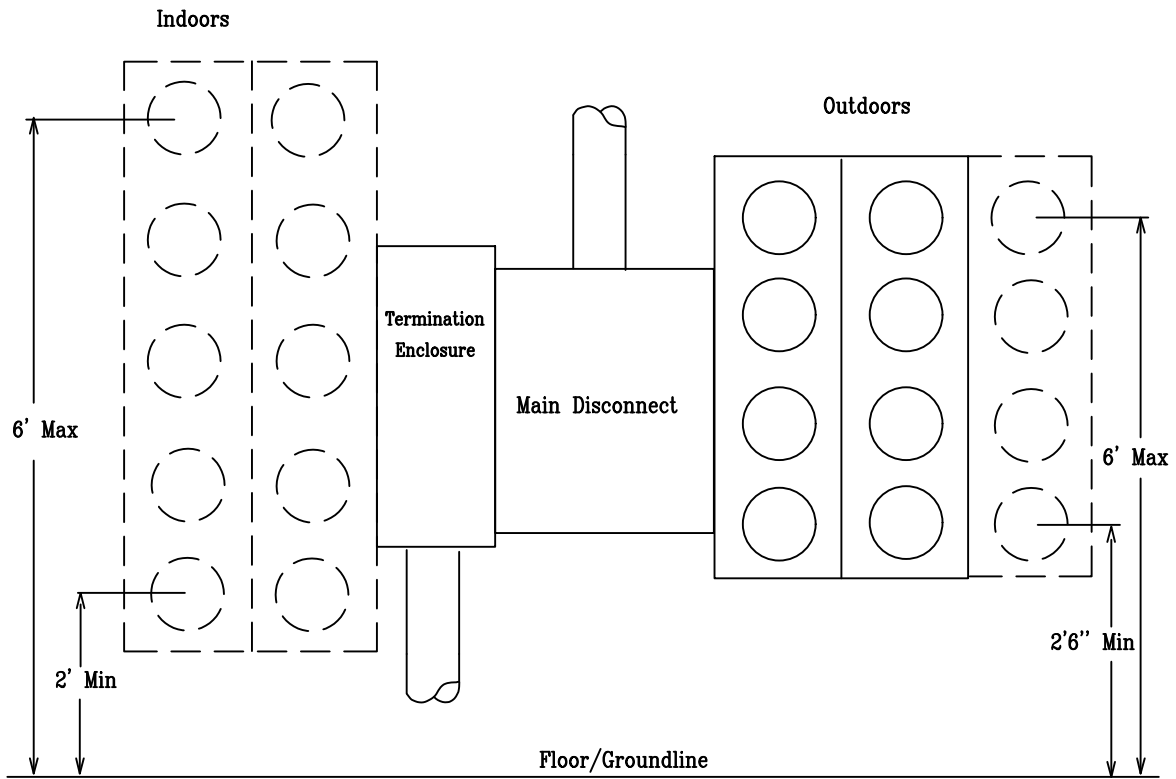 Indoors
Outdoors
Termination
Enclosure
Main Disconnect
6' Max
6' Max
2'6'' Min
2' Min
Floor/Groundline